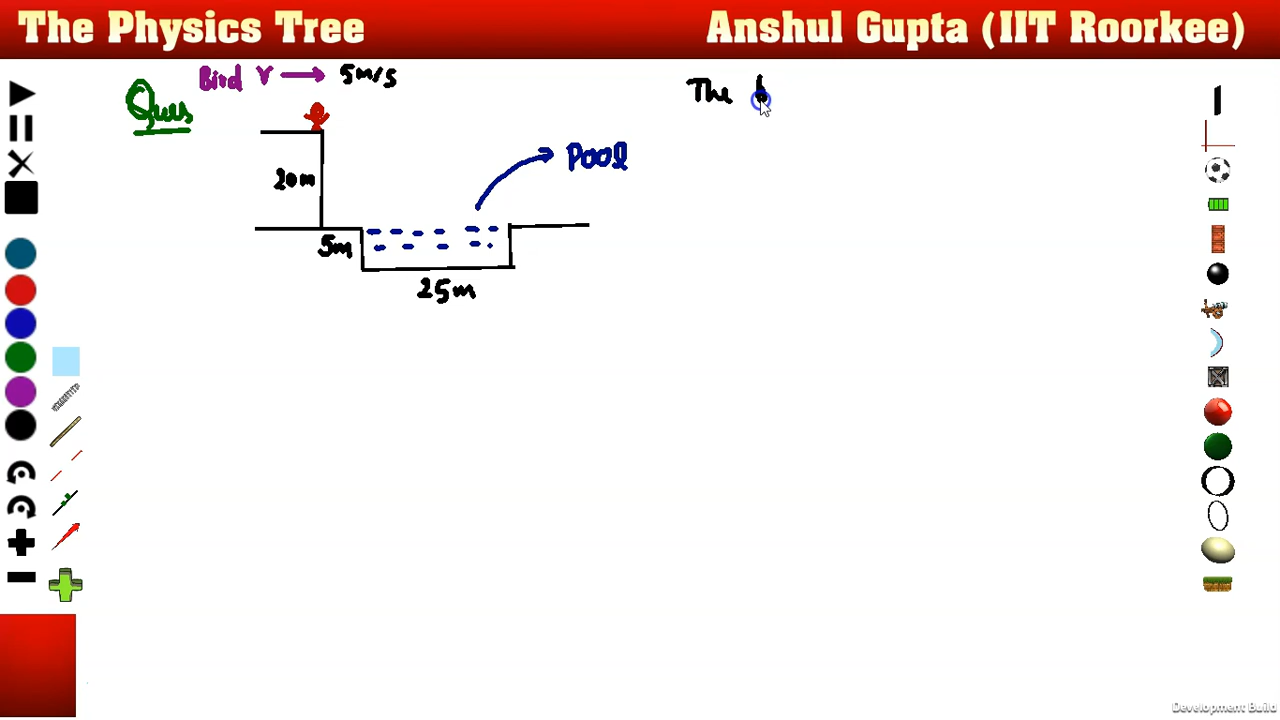 The Physics Tree
Anshul Gupta (IIT Roorkee)
Bird v → 5m/s
Ques
The
Pool
20m
5m
25m
Development Build